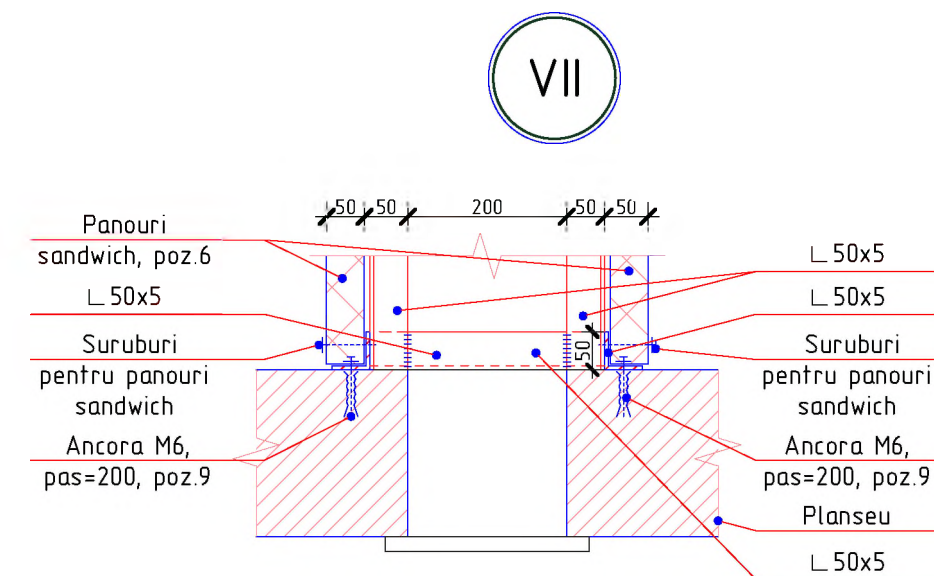 VII
50 50 200 50 50
Panouri
sandwich, poz.6
∟50x5
Suruburi
pentru panouri
sandwich
Ancora M6,
pas=200, poz.9
50
∟50x5
∟50x5
Suruburi
pentru panouri
sandwich
Ancora M6,
pas=200, poz.9
Planseu
∟50x5